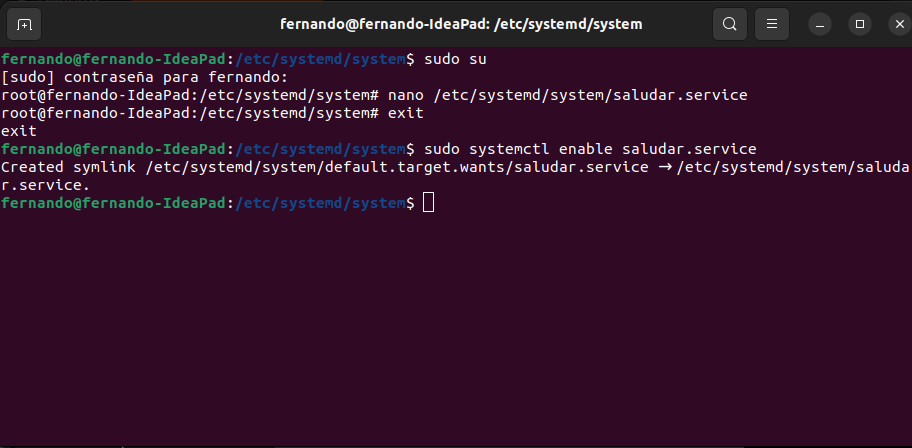 fernando@fernando-IdeaPad: /etc/systemd/system
fernando@fernando-IdeaPad:/etc/systemd/system$ sudo su
[sudo] contraseña para fernando:
root@fernando-IdeaPad:/etc/systemd/system# nano /etc/systemd/system/saludar.service
root@fernando-IdeaPad:/etc/systemd/system# exit
exit
fernando@fernando-IdeaPad:/etc/systemd/system$ sudo systemctl enable saludar.service
Created symlink /etc/systemd/system/default.target.wants/saludar.service → /etc/systemd/system/saluda
r.service.
fernando@fernando-IdeaPad:/etc/systemd/system$